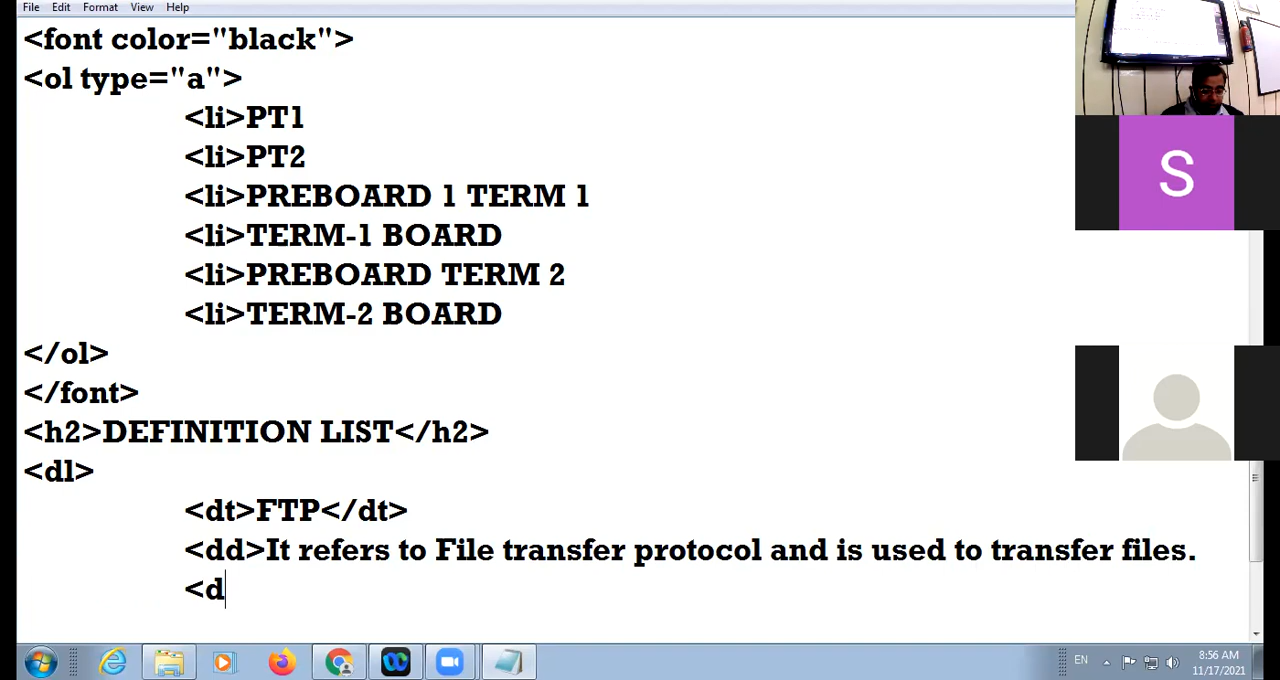 File Edit Format View Help
<font color="black">
<ol type="a">
<li>PT1
<li>PT2
<li>PREBOARD 1 TERM 1
<li>TERM-1 BOARD
<li>PREBOARD TERM 2
<li>TERM-2 BOARD
</ol>
</font>
<h2>DEFINITION LIST</h2>
<dl>
<dt>FTP</dt>
<dd>It refers to File transfer protocol and is used to transfer files.
<d
S
EN
8:56 AM
11/17/2021